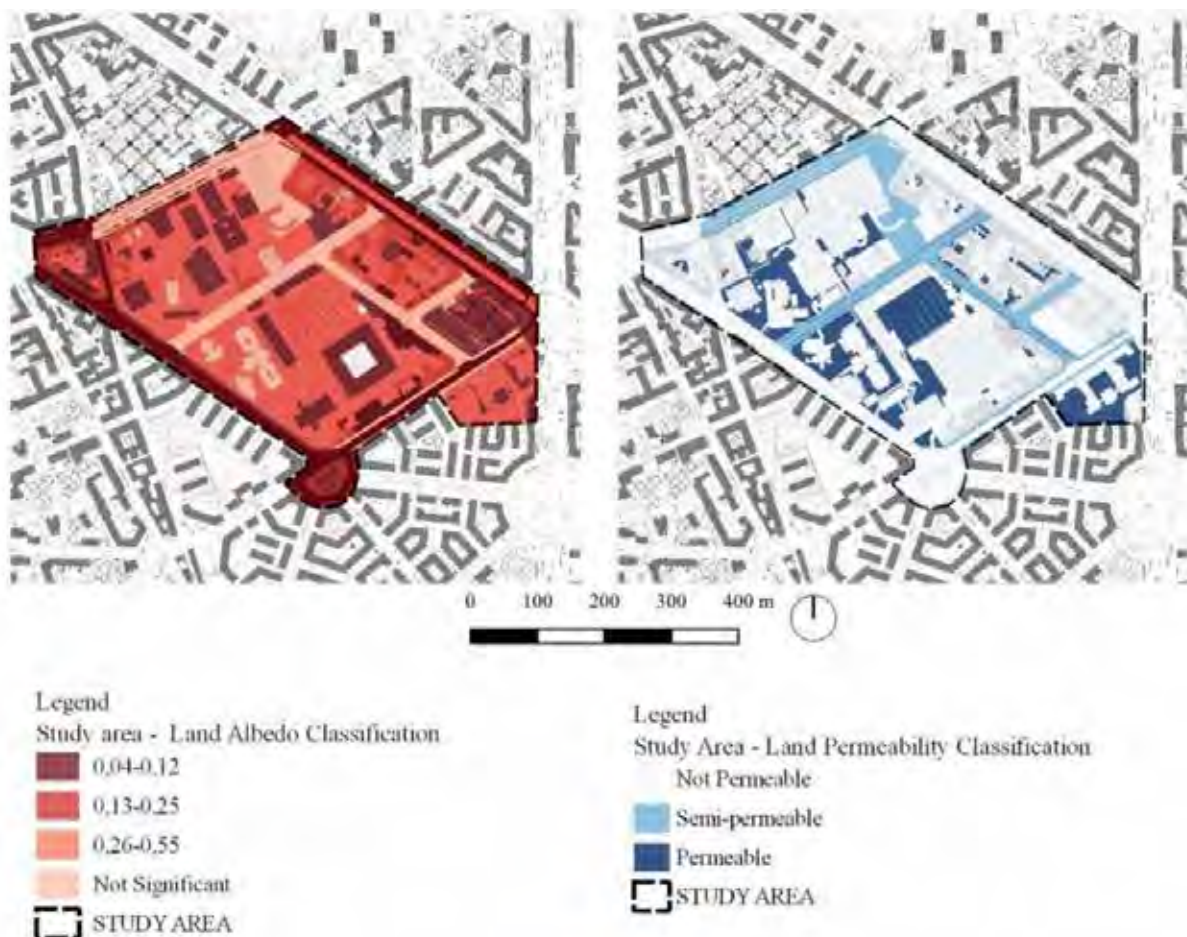 0 100 200 300 400 m
Legend
Study area - Land Albedo Classification
0,04-0,12
0,13-0,25
0,26-0,55
Not Significant
STUDY AREA
Legend
Study Area - Land Permeability Classification
Not Permeable
Semi-permeable
Permeable
STUDY AREA